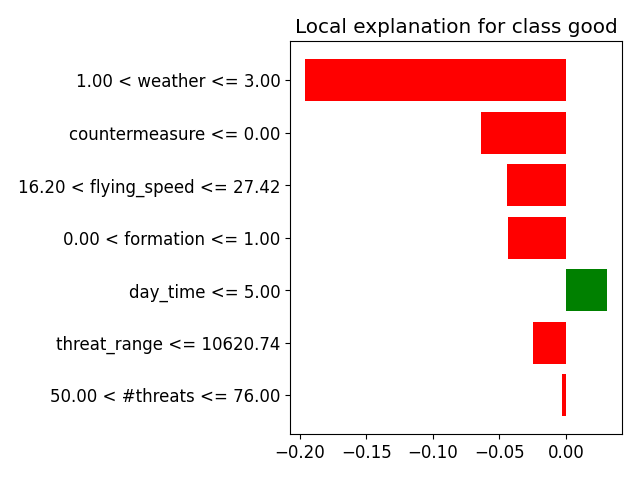 Local explanation for class good
1.00 < weather <= 3.00
countermeasure <= 0.00
16.20 < flying_speed <= 27.42
0.00 < formation <= 1.00
day_time <= 5.00
threat_range <= 10620.74
50.00 < #threats <= 76.00
−0.20 −0.15 −0.10 −0.05 0.00